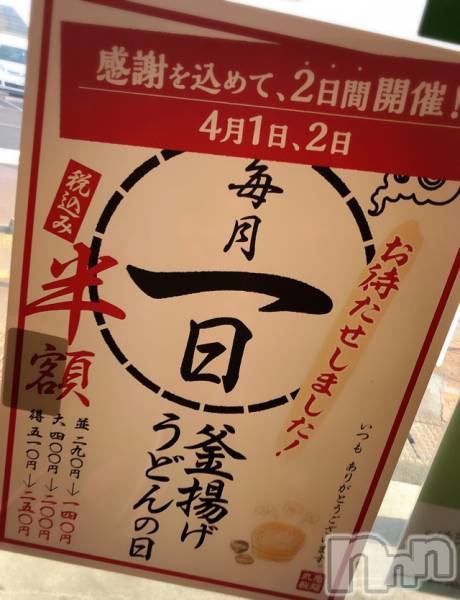 感謝を込めて、2日間開催!
4月1日、2日
お待たせしました!
毎月
一日
釜揚げ
うどんの日
税込み
半額
並 二九〇円→一四〇円
大 四〇〇円→二〇〇円
得 五一〇円→二五〇円
いつも ありがとうございます。